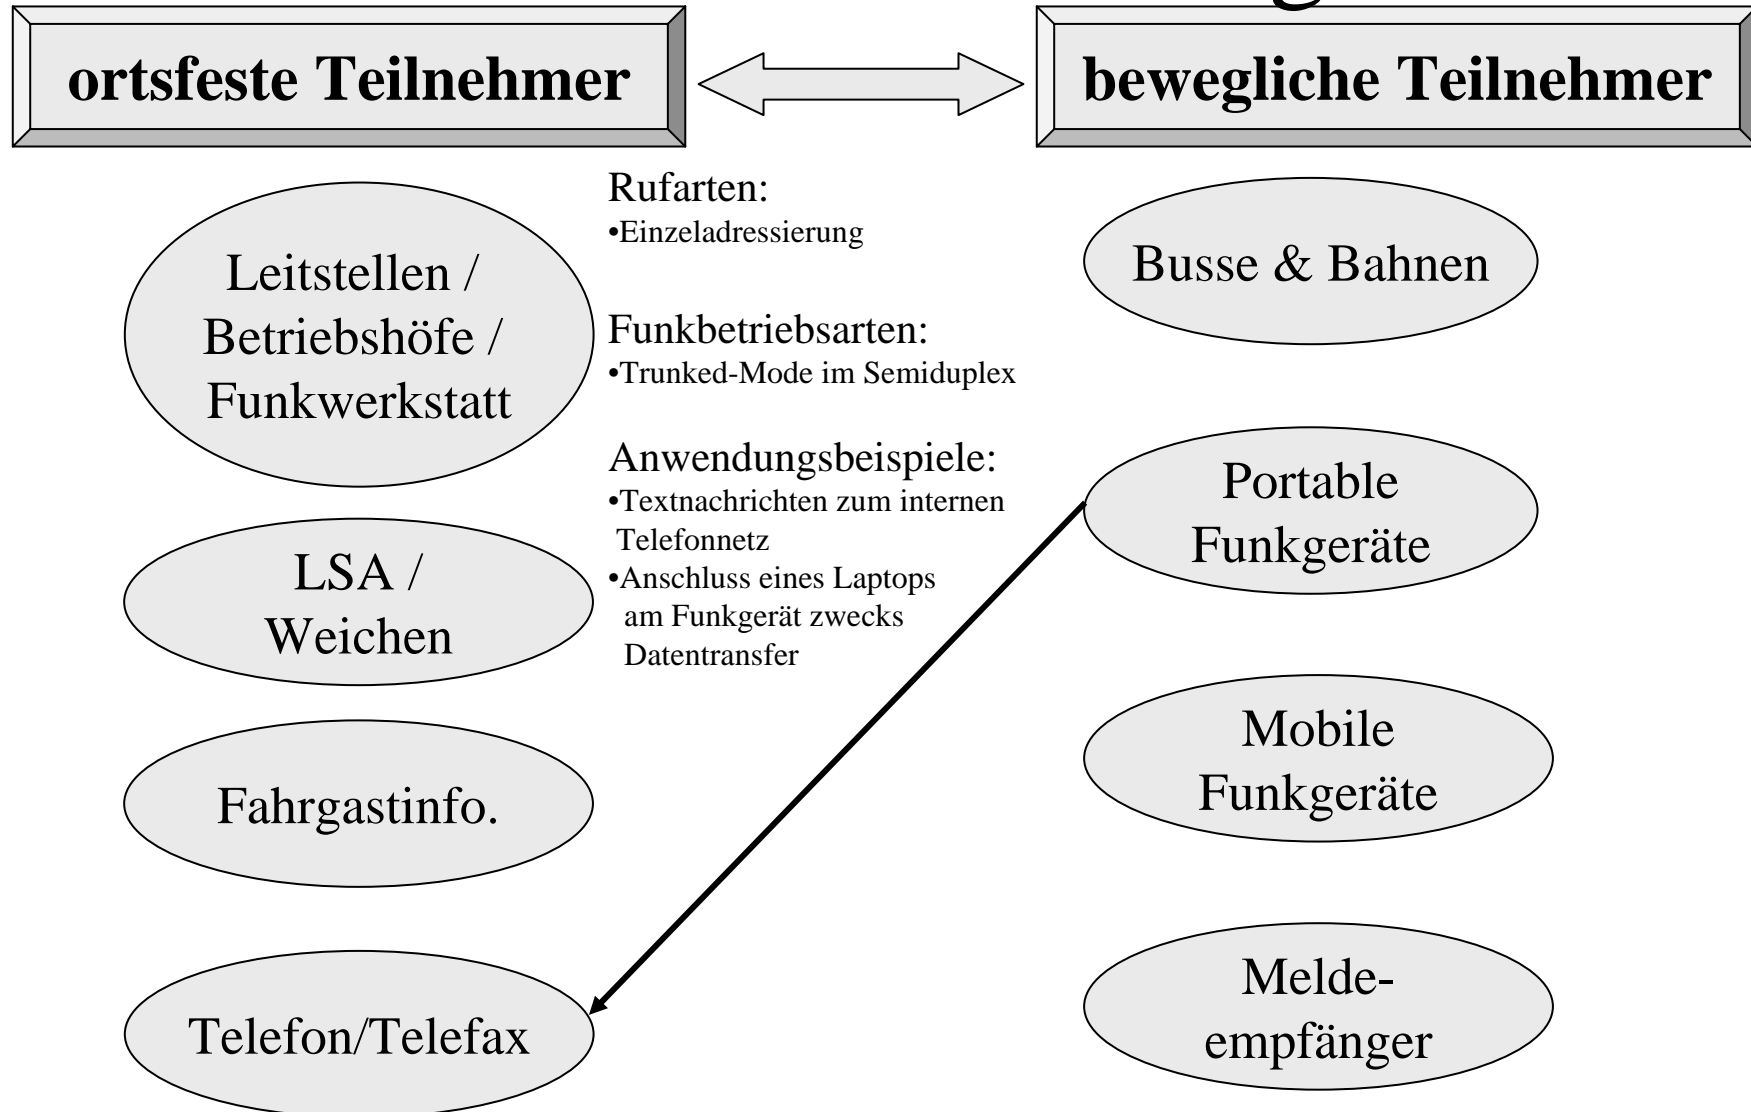 ortsfeste Teilnehmer
bewegliche Teilnehmer
Leitstellen /
Betriebshöfe /
Funkwerkstatt
LSA /
Weichen
Fahrgastinfo.
Telefon/Telefax
Rufarten:
•Einzeladressierung
Funkbetriebsarten:
•Trunked-Mode im Semiduplex
Anwendungsbeispiele:
•Textnachrichten zum internen
Telefonnetz
•Anschluss eines Laptops
am Funkgerät zwecks
Datentransfer
Busse & Bahnen
Portable
Funkgeräte
Mobile
Funkgeräte
Melde-
empfänger